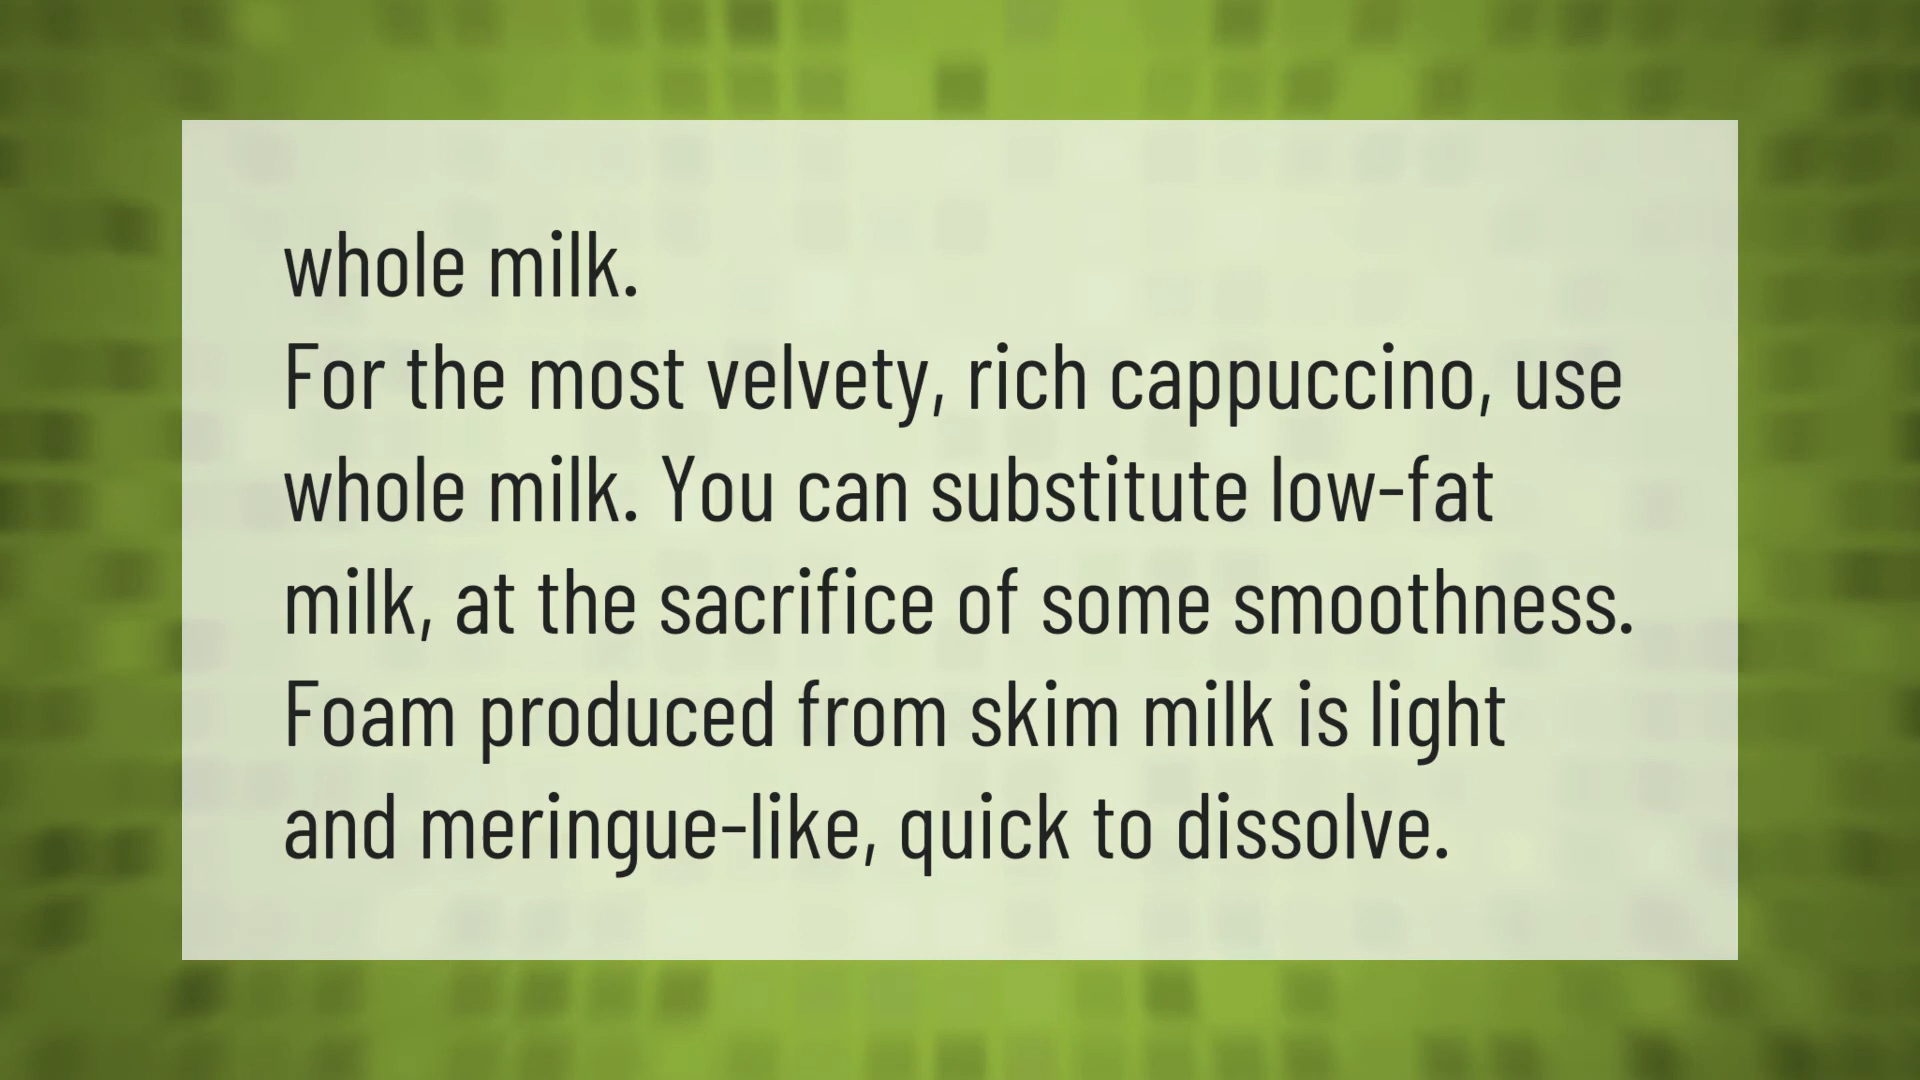 whole milk.
For the most velvety, rich cappuccino, use
whole milk. You can substitute low-fat
milk, at the sacrifice of some smoothness.
Foam produced from skim milk is light
and meringue-like, quick to dissolve.